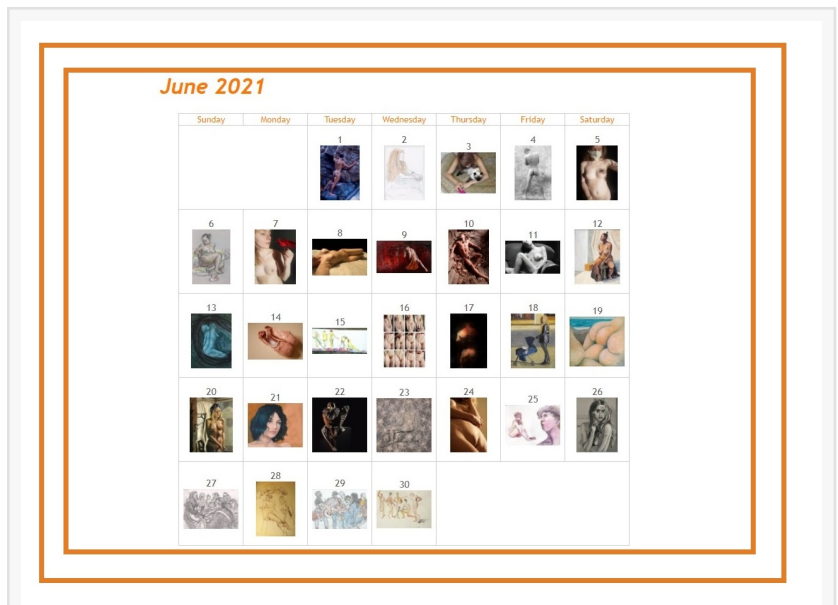 June 2021
Sunday Monday Tuesday Wednesday Thursday Friday Saturday
1 2 3 4 5
6 7 8 9 10 11 12
13 14 15 16 17 18 19
20 21 22 23 24 25 26
27 28 29 30